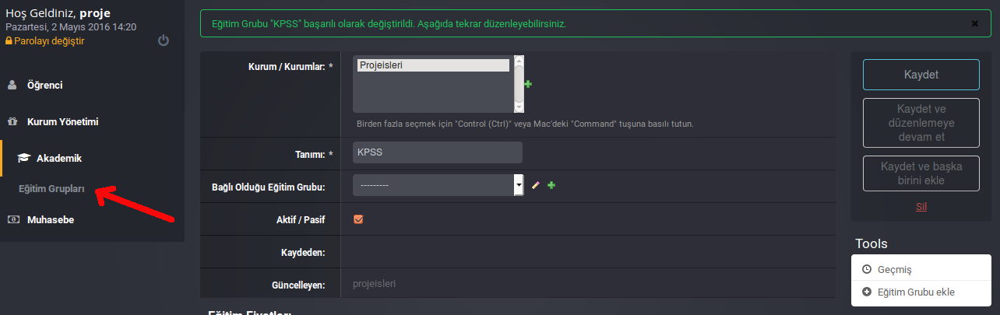 Hoş Geldiniz, proje
Pazartesi, 2 Mayıs 2016 14:20
Parolayı değiştir
Öğrenci
Kurum Yönetimi
Akademik
Eğitim Grupları
Muhasebe
Eğitim Grubu "KPSS" başarılı olarak değiştirildi. Aşağıda tekrar düzenleyebilirsiniz.
Kurum / Kurumlar: *
Projeisleri
Birden fazla seçmek için "Control (Ctrl)" veya Mac'deki "Command" tuşuna basılı tutun.
Tanımı: *
KPSS
Bağlı Olduğu Eğitim Grubu:
---------
Aktif / Pasif
Kaydeden:
Güncelleyen:
projeisleri
Eğitim Fiyatları:
Kaydet
Kaydet ve
düzenlemeye
devam et
Kaydet ve başka
birini ekle
Sil
Tools
Geçmiş
Eğitim Grubu ekle